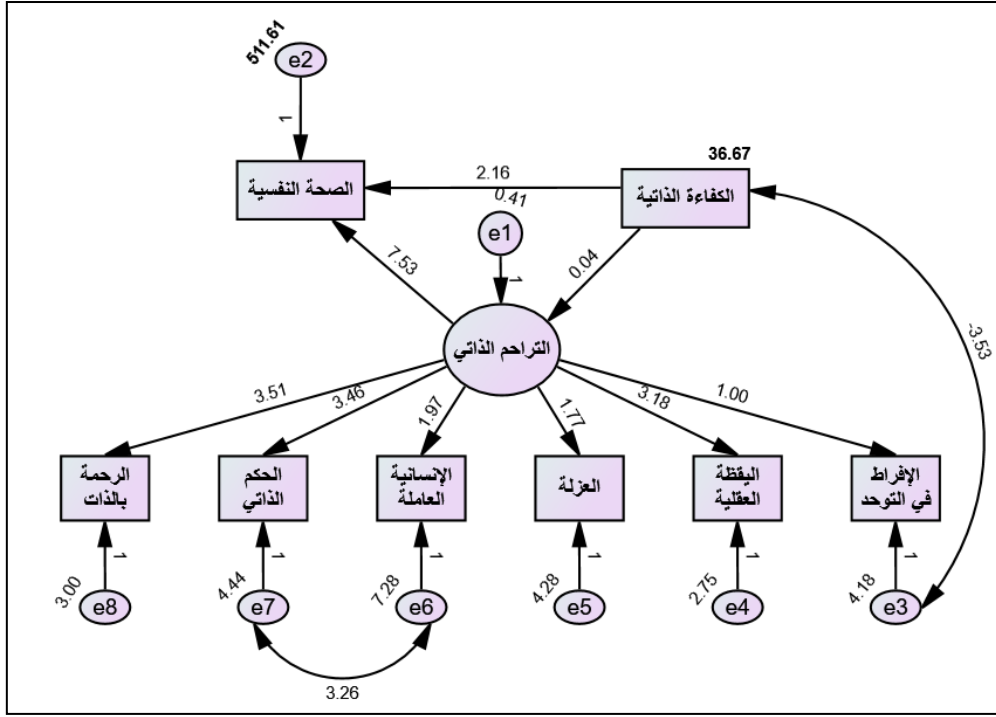 511.61
e2
1
36.67
الصحة النفسية
2.16
الكفاءة الذاتية
0.41
e1
1
7.53
0.04
التراحم الذاتي
-3.53
3.51
3.46
1.97
1.77
3.18
1.00
الرحمة
بالذات
الحكم
الذاتي
الإنسانية
العاملة
العزلة
اليقظة
العقلية
الإفراط
في التوحد
1
1
1
1
1
1
3.00
e8
4.44
e7
7.28
e6
4.28
e5
2.75
e4
4.18
e3
3.26